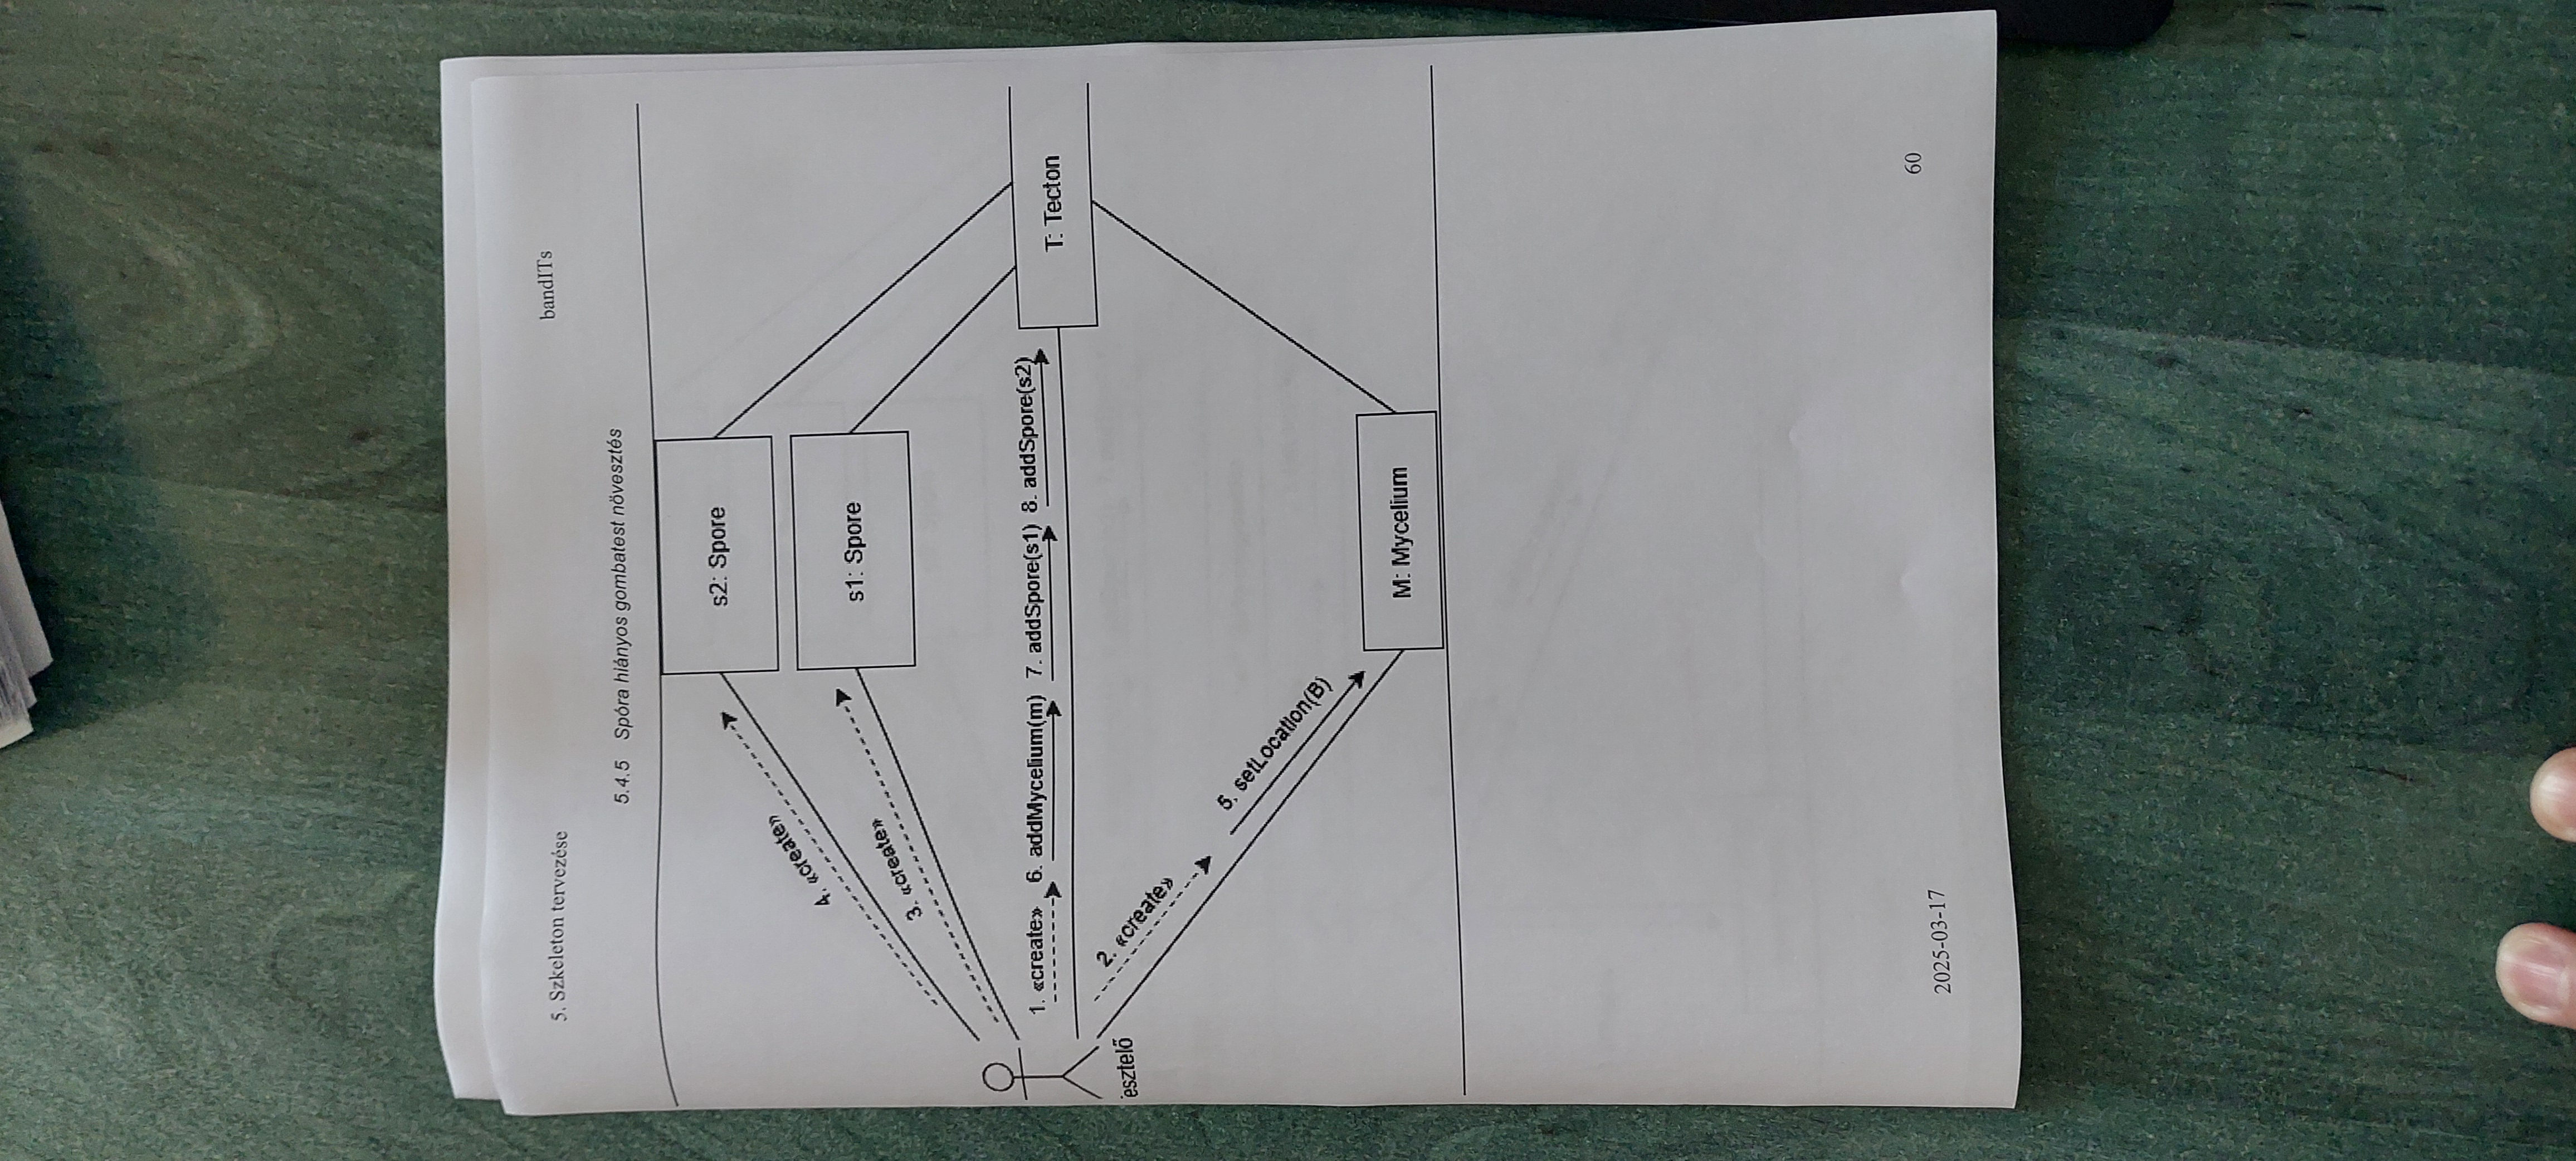 5. Szkeleton tervezése
bandITs
5.4.5 Spóra hiányos gombatest növesztés
s2: Spore
4. «create»
s1: Spore
3. «create»
1. «create» 6. addMycelium(m) 7. addSpore(s1) 8. addSpore(s2)
T: Tecton
esztelő
2. «create»
5. setLocation(B)
M: Mycelium
2025-03-17
60